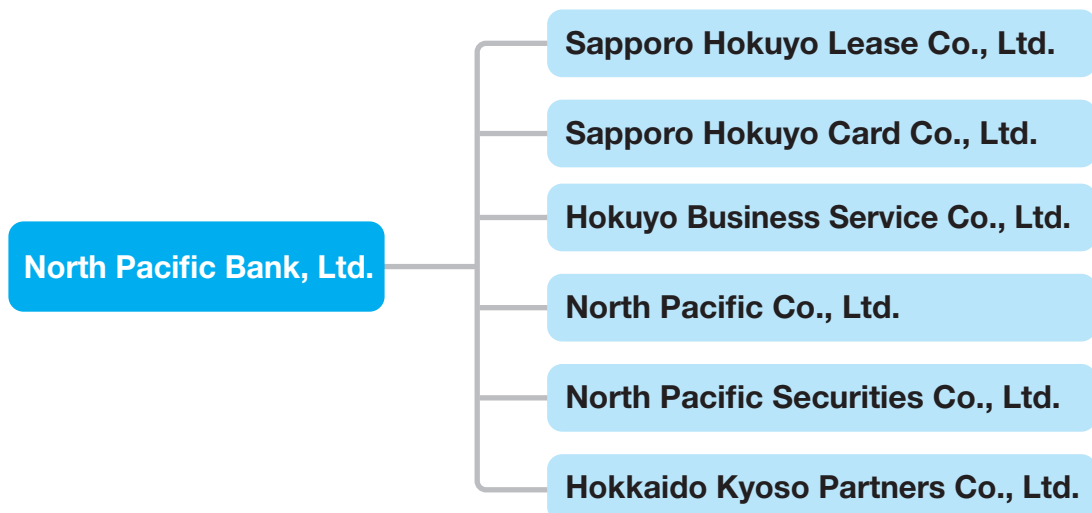 Sapporo Hokuyo Lease Co., Ltd.
Sapporo Hokuyo Card Co., Ltd.
Hokuyo Business Service Co., Ltd.
North Pacific Bank, Ltd.
North Pacific Co., Ltd.
North Pacific Securities Co., Ltd.
Hokkaido Kyoso Partners Co., Ltd.